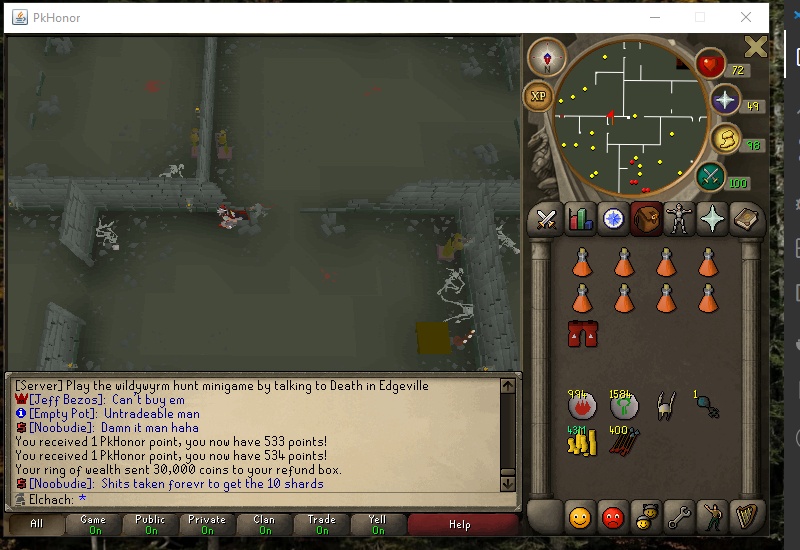 PkHonor
N
XP
72
49
98
100
994
1584
1
43M
400
[Server] Play the wildywyrm hunt minigame by talking to Death in Edgeville
[Jeff Bezos]: Can't buy em
[Empty Pot]: Untradeable man
[Noobudie]: Damn it man haha
You received 1 PkHonor point, you now have 533 points!
You received 1 PkHonor point, you now have 534 points!
Your ring of wealth sent 30,000 coins to your refund box.
[Noobudie]: Shits taken forevr to get the 10 shards
Elchach: *
All
Game
On
Public
On
Private
On
Clan
On
Trade
On
Yell
On
Help